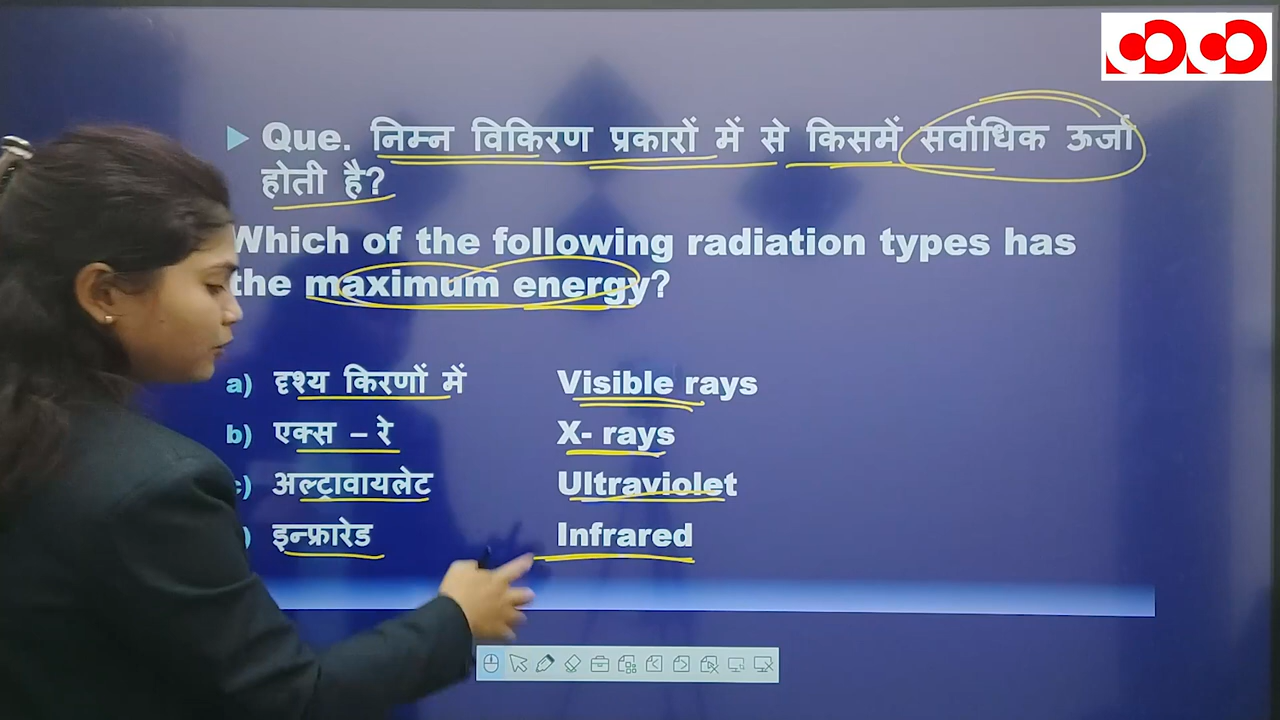 Que. निम्न विकिरण प्रकारों में से किसमें सर्वाधिक ऊर्जा
होती है?
Which of the following radiation types has
the maximum energy?
a) दृश्य किरणों में Visible rays
b) एक्स – रे X- rays
c) अल्ट्रावायलेट Ultraviolet
) इन्फ्रारेड Infrared